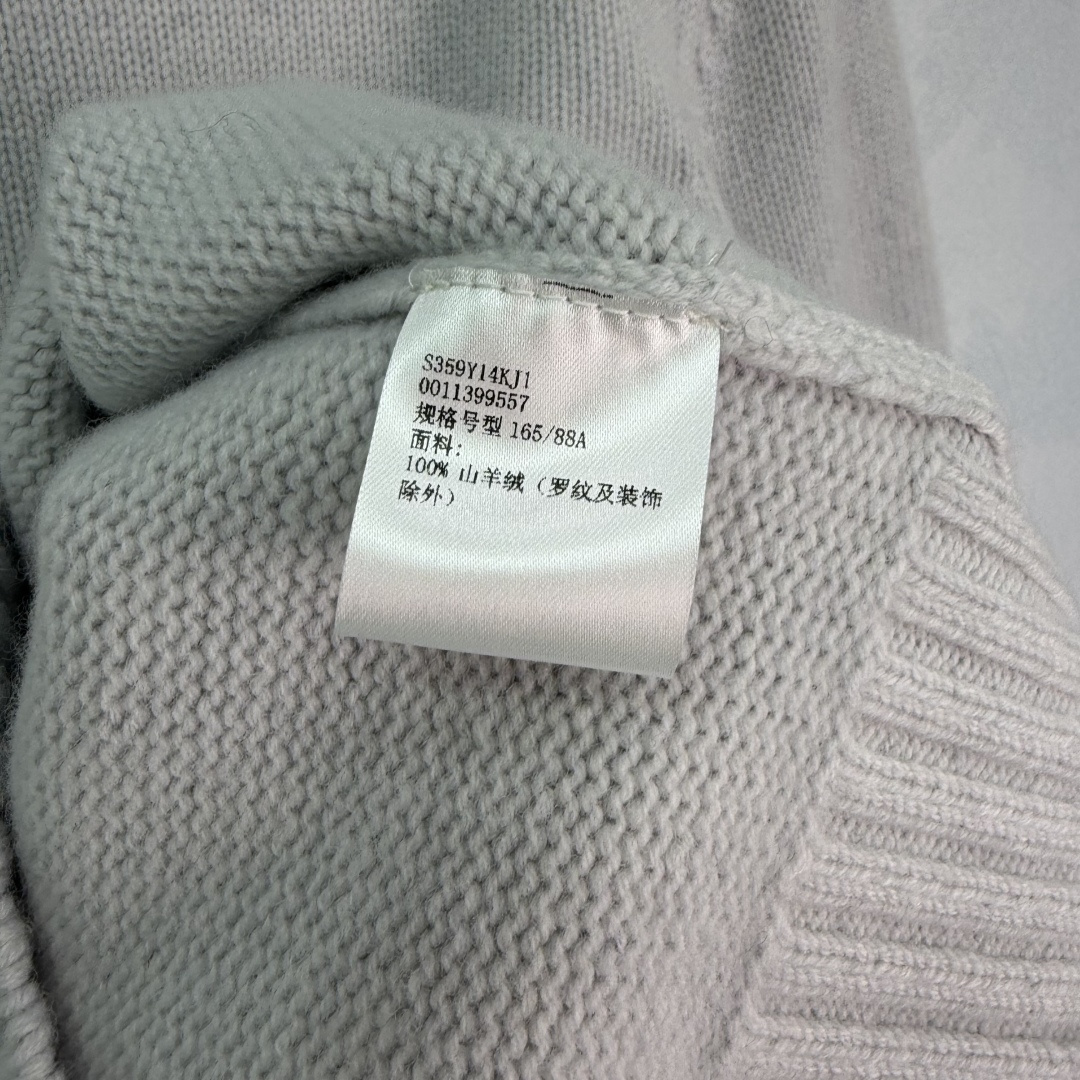 S359Y14KJ1
0011399557
规格号型 165/88A
面料:
100% 山羊绒（罗纹及装饰
除外）